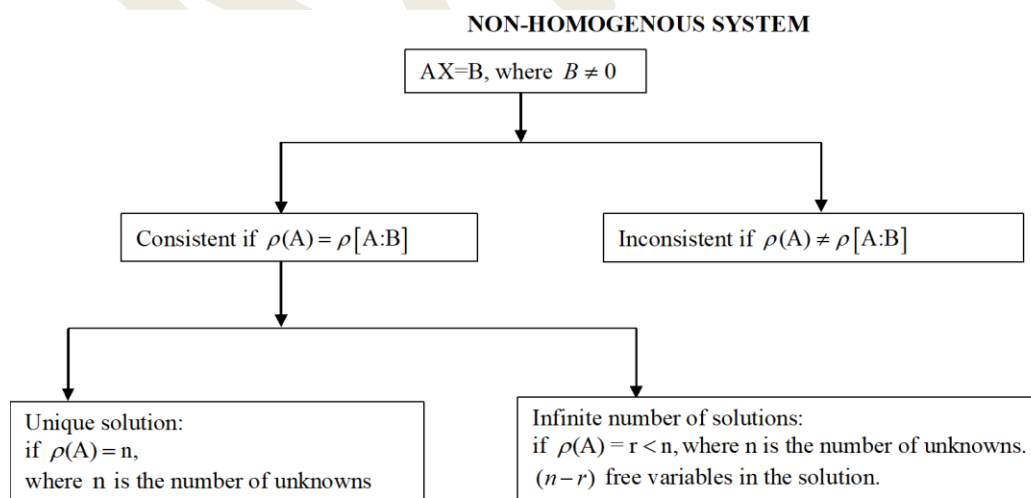 NON-HOMOGENOUS SYSTEM
AX=B, where B ≠ 0
Consistent if ρ(A) = ρ[A:B]
Inconsistent if ρ(A) ≠ ρ[A:B]
Unique solution:
if ρ(A) = n,
where n is the number of unknowns
Infinite number of solutions:
if ρ(A) = r < n, where n is the number of unknowns.
(n−r) free variables in the solution.